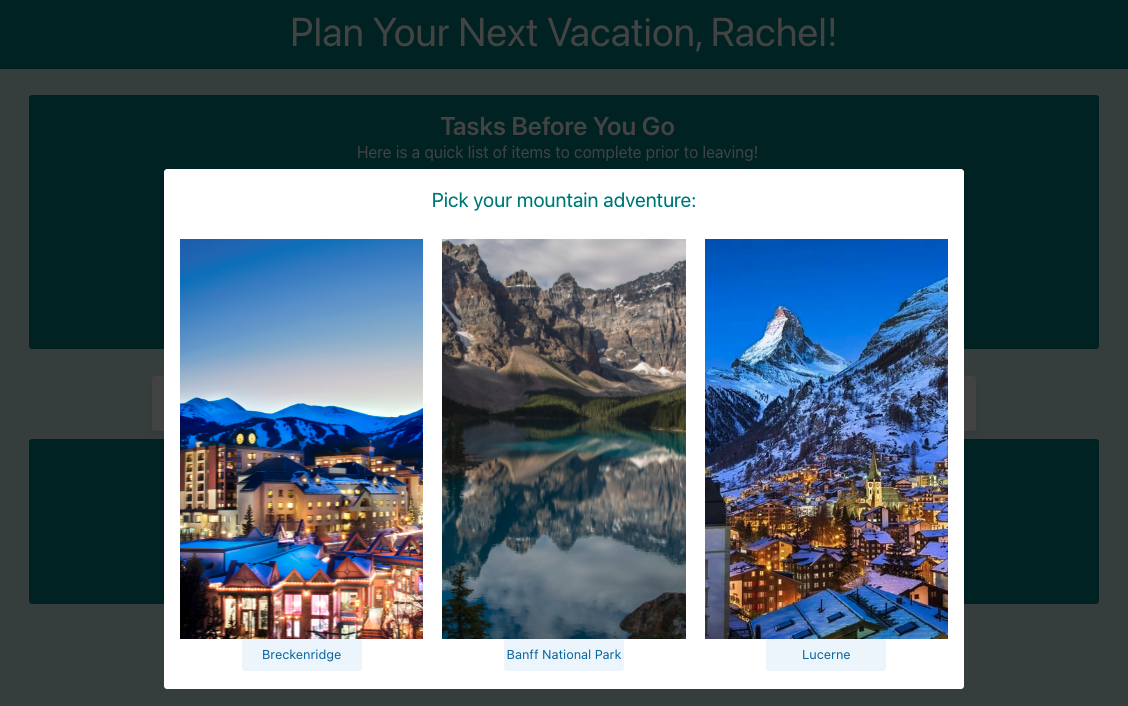 Plan Your Next Vacation, Rachel!
Tasks Before You Go
Here is a quick list of items to complete prior to leaving!
Pick your mountain adventure:
Breckenridge
Banff National Park
Lucerne